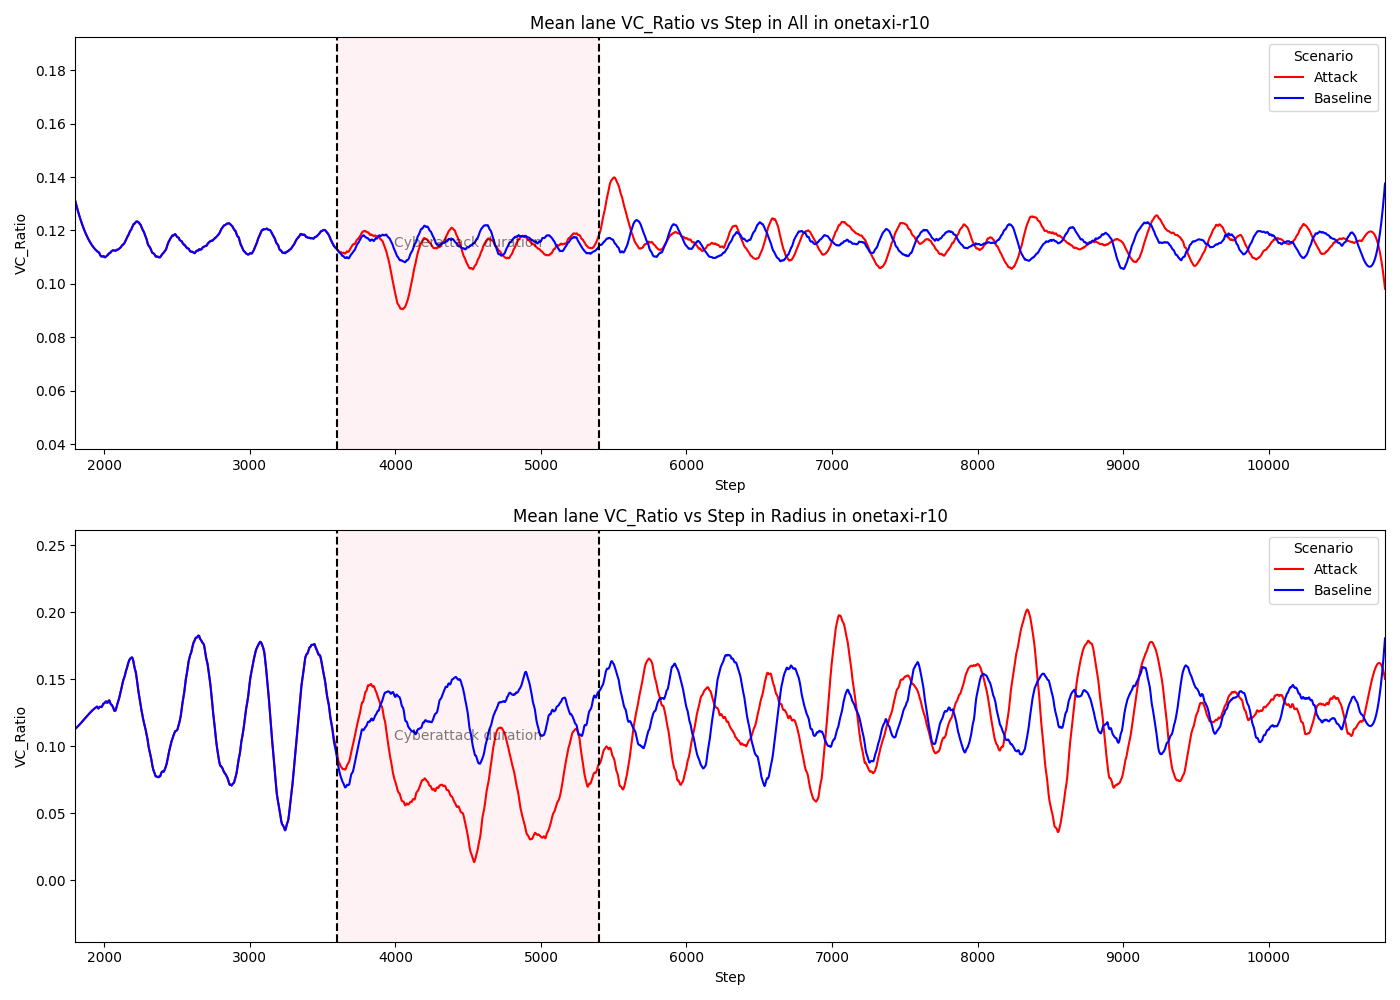 Mean lane VC_Ratio vs Step in All in onetaxi-r10
Scenario
Attack
Baseline
VC_Ratio
0.18
0.16
0.14
0.12
0.10
0.08
0.06
0.04
Cyberattack duration
2000 3000 4000 5000 6000 7000 8000 9000 10000
Step
Mean lane VC_Ratio vs Step in Radius in onetaxi-r10
Scenario
Attack
Baseline
VC_Ratio
0.25
0.20
0.15
0.10
0.05
0.00
Cyberattack duration
2000 3000 4000 5000 6000 7000 8000 9000 10000
Step